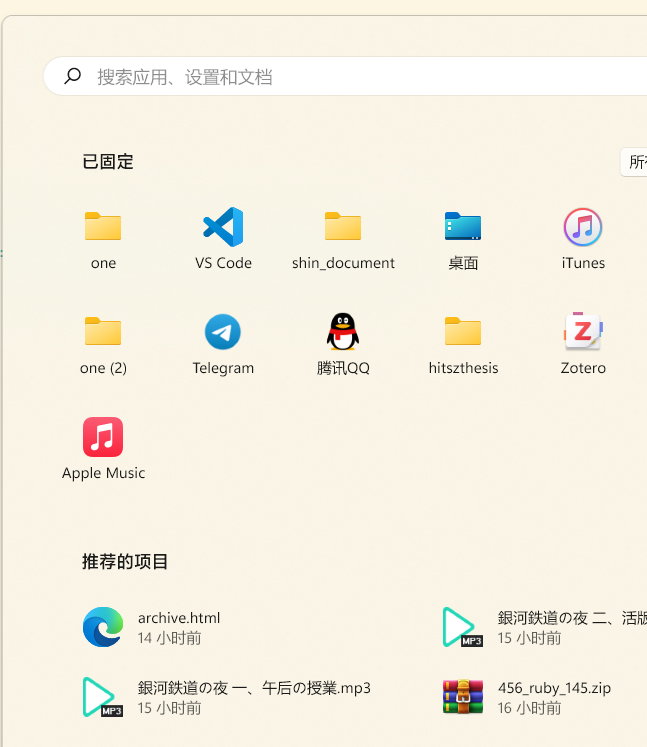 搜索应用、设置和文档
已固定
所有
one
VS Code
shin_document
桌面
iTunes
one (2)
Telegram
腾讯QQ
hitszthesis
Zotero
Apple Music
推荐的项目
archive.html
14 小时前
銀河鉄道の夜 二、活版
15 小时前
MP3
銀河鉄道の夜 一、午后の授業.mp3
15 小时前
MP3
456_ruby_145.zip
16 小时前